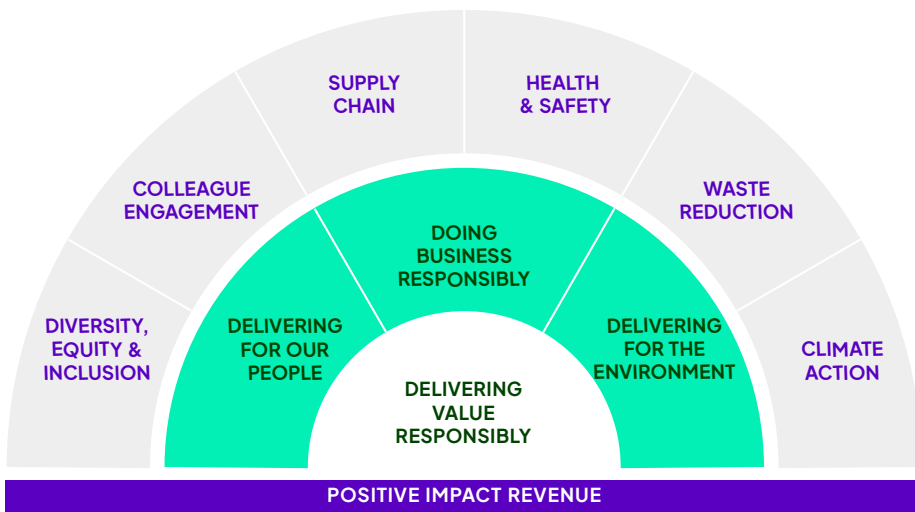 SUPPLY
CHAIN
HEALTH
& SAFETY
COLLEAGUE
ENGAGEMENT
WASTE
REDUCTION
DOING
BUSINESS
RESPONSIBLY
DIVERSITY,
EQUITY &
INCLUSION
DELIVERING
FOR OUR
PEOPLE
DELIVERING
FOR THE
ENVIRONMENT
CLIMATE
ACTION
DELIVERING
VALUE
RESPONSIBLY
POSITIVE IMPACT REVENUE